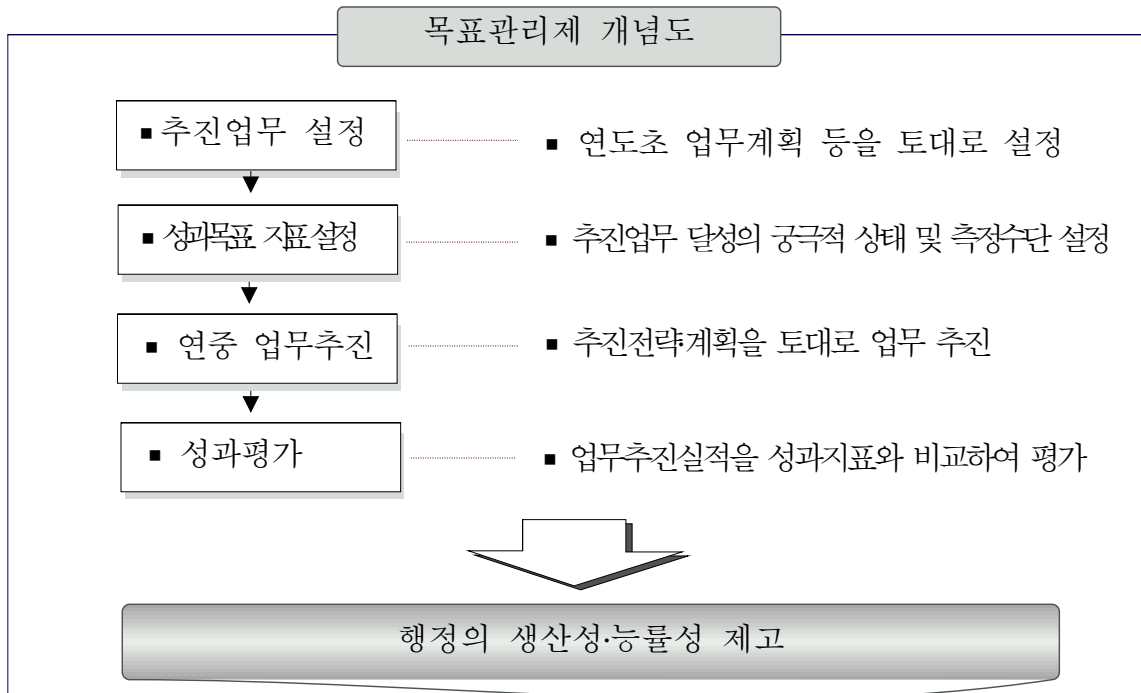 목표관리제 개념도
▪ 추진업무 설정
▪ 연도초 업무계획 등을 토대로 설정
▪ 성과목표·지표설정
▪ 추진업무 달성의 궁극적 상태 및 측정수단 설정
▪ 연중 업무추진
▪ 추진전략·계획을 토대로 업무 추진
▪ 성과평가
▪ 업무추진실적을 성과지표와 비교하여 평가
행정의 생산성·능률성 제고